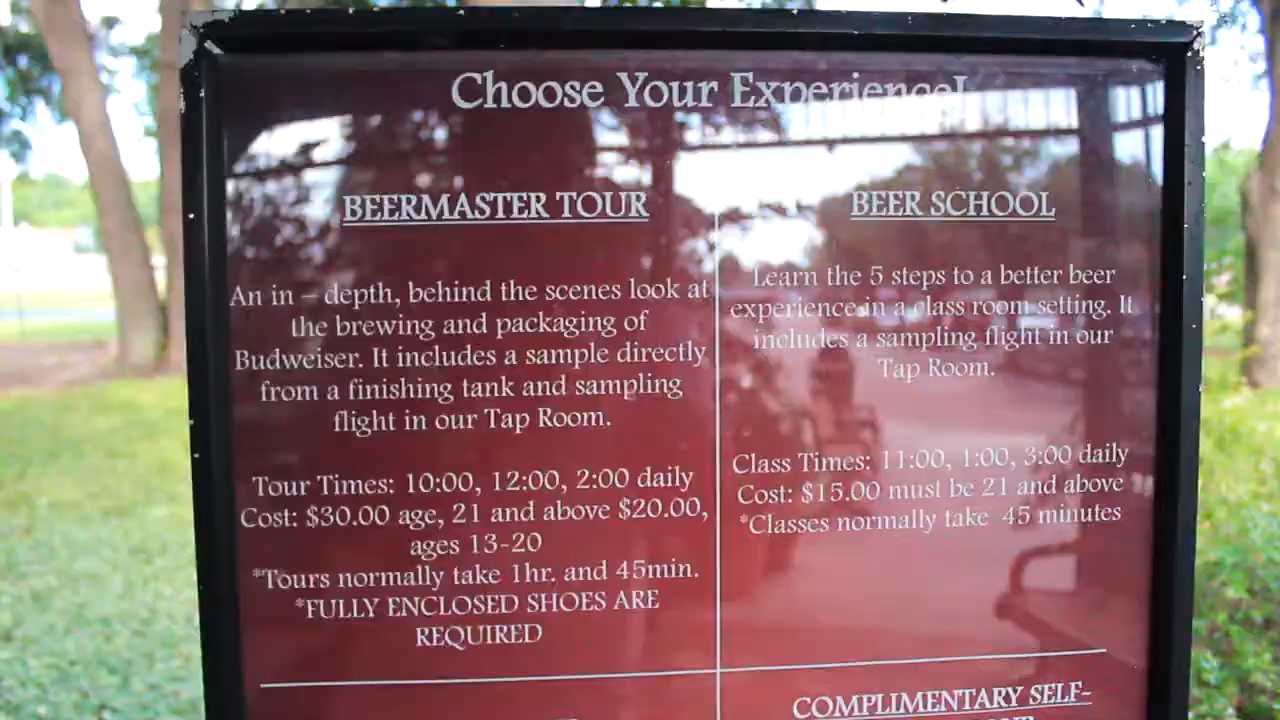 Choose Your Experience!
BEERMASTER TOUR
An in – depth, behind the scenes look at
the brewing and packaging of
Budweiser. It includes a sample directly
from a finishing tank and sampling
flight in our Tap Room.
Tour Times: 10:00, 12:00, 2:00 daily
Cost: $30.00 age, 21 and above $20.00,
ages 13-20
*Tours normally take 1hr. and 45min.
*FULLY ENCLOSED SHOES ARE
REQUIRED
BEER SCHOOL
Learn the 5 steps to a better beer
experience in a class room setting. It
includes a sampling flight in our
Tap Room.
Class Times: 11:00, 1:00, 3:00 daily
Cost: $15.00 must be 21 and above
*Classes normally take 45 minutes
COMPLIMENTARY SELF-